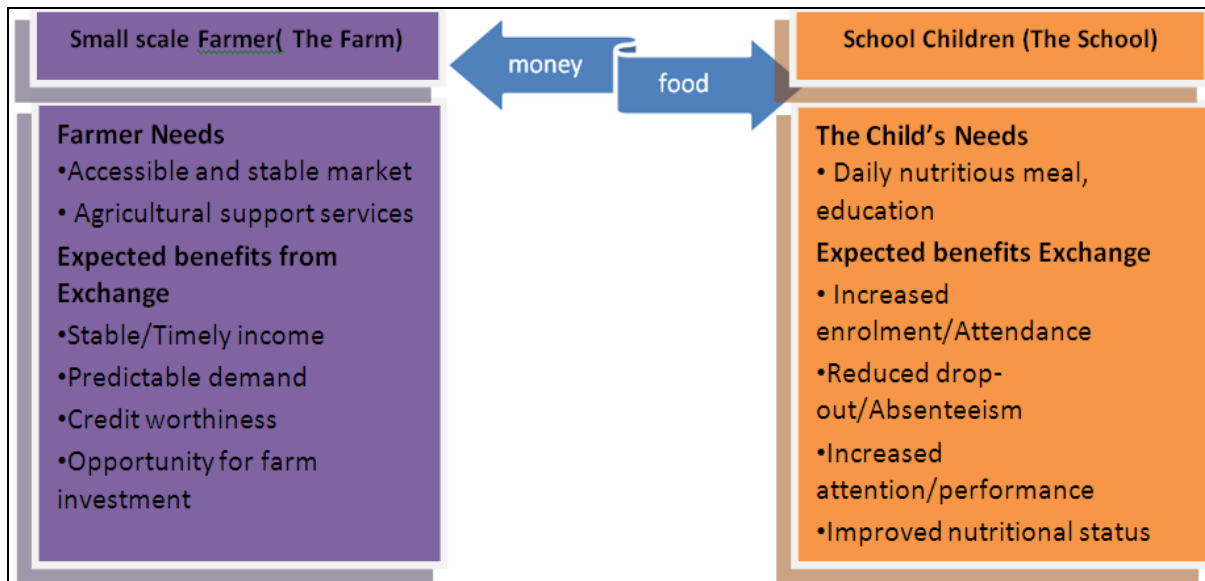 Small scale Farmer( The Farm)
money
food
School Children (The School)
Farmer Needs
•Accessible and stable market
• Agricultural support services
Expected benefits from
Exchange
•Stable/Timely income
•Predictable demand
•Credit worthiness
•Opportunity for farm
investment
The Child’s Needs
• Daily nutritious meal,
education
Expected benefits Exchange
• Increased
enrolment/Attendance
•Reduced drop-
out/Absenteeism
•Increased
attention/performance
•Improved nutritional status